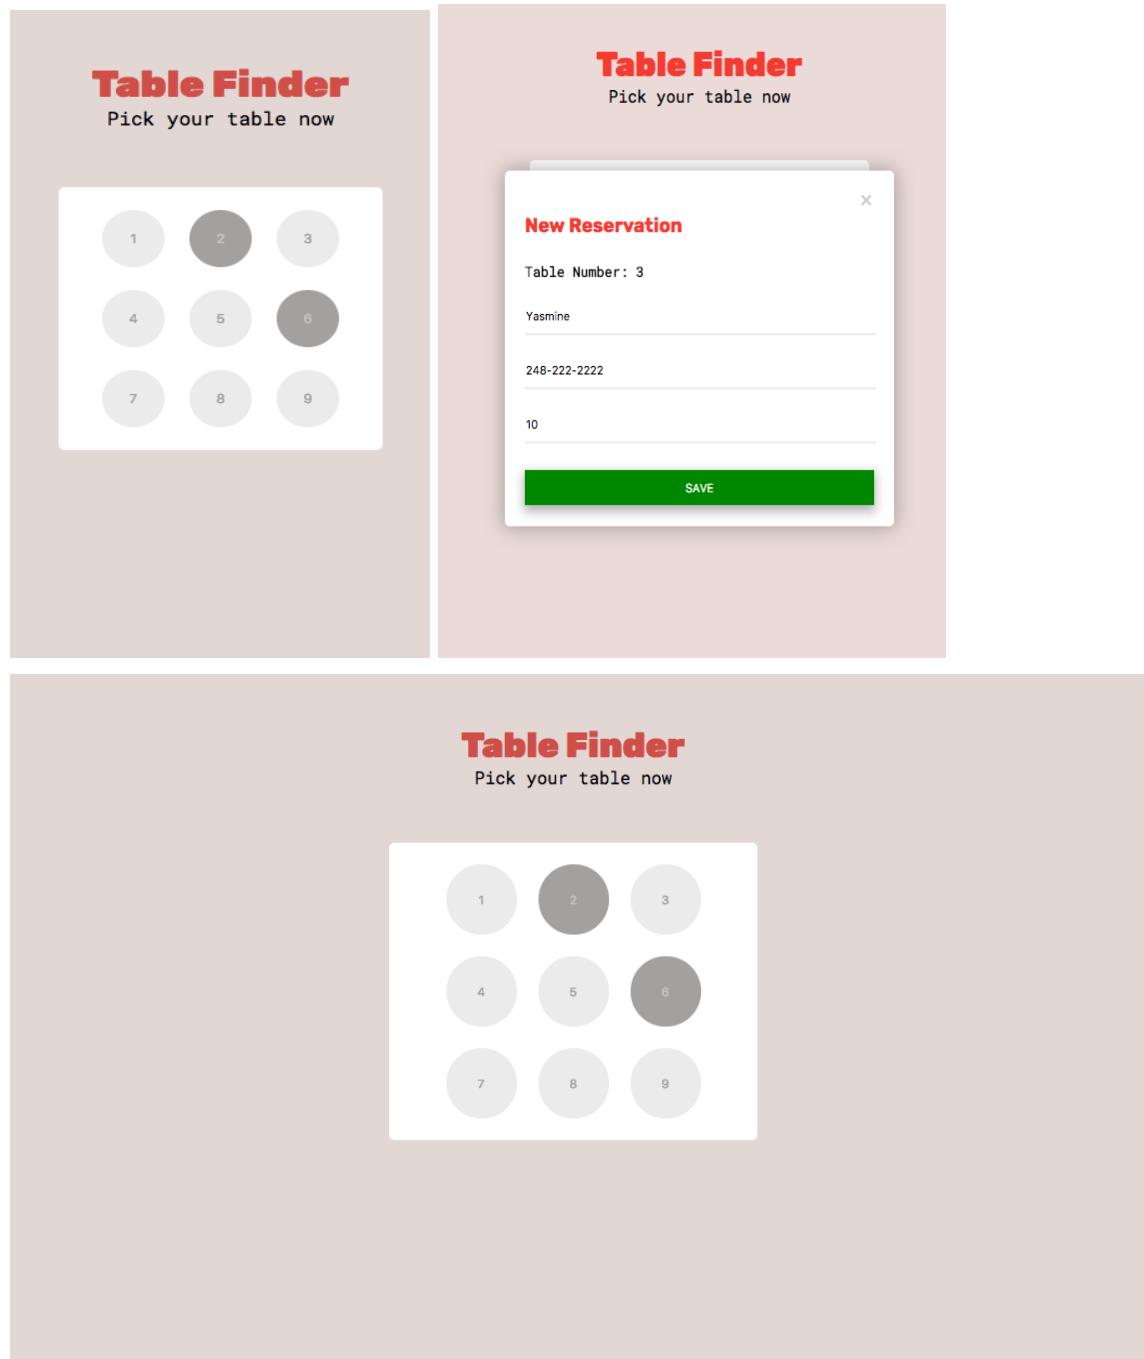 Table Finder
Pick your table now
1 2 3
4 5 6
7 8 9
Table Finder
Pick your table now
×
New Reservation
Table Number: 3
Yasmine
248-222-2222
10
SAVE
Table Finder
Pick your table now
1 2 3
4 5 6
7 8 9